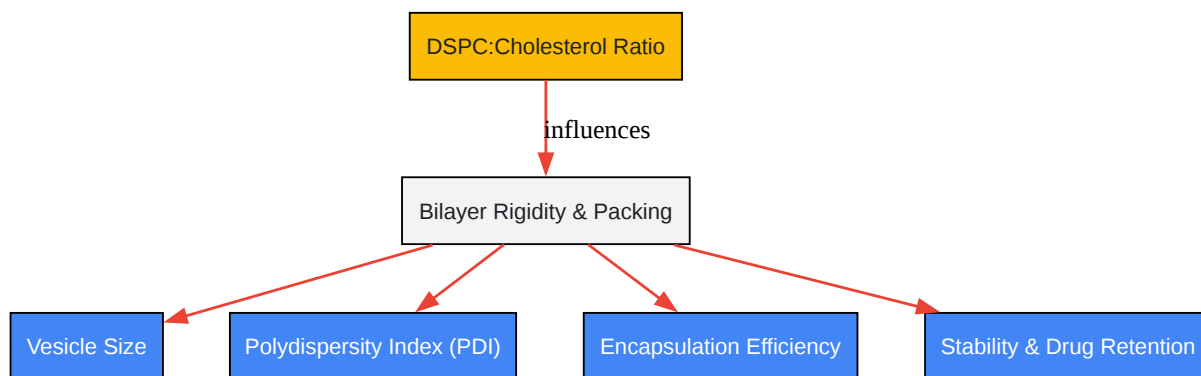 DSPC:Cholesterol Ratio
influences
Bilayer Rigidity & Packing
Vesicle Size
Polydispersity Index (PDI)
Encapsulation Efficiency
Stability & Drug Retention